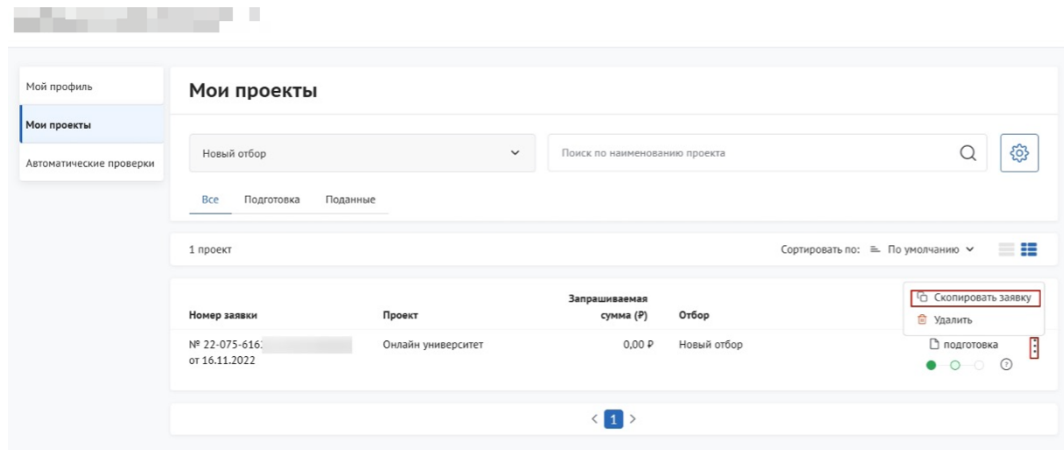 Мой профиль
Мои проекты
Автоматические проверки
Мои проекты
Новый отбор
Поиск по наименованию проекта
Все Подготовка Поданные
1 проект
Сортировать по: По умолчанию
Скопировать заявку
Удалить
Номер заявки Проект Запрашиваемая сумма (₽) Отбор
№ 22-075-6161 Онлайн университет 0,00 ₽ Новый отбор подготовка
от 16.11.2022
?
< 1 >